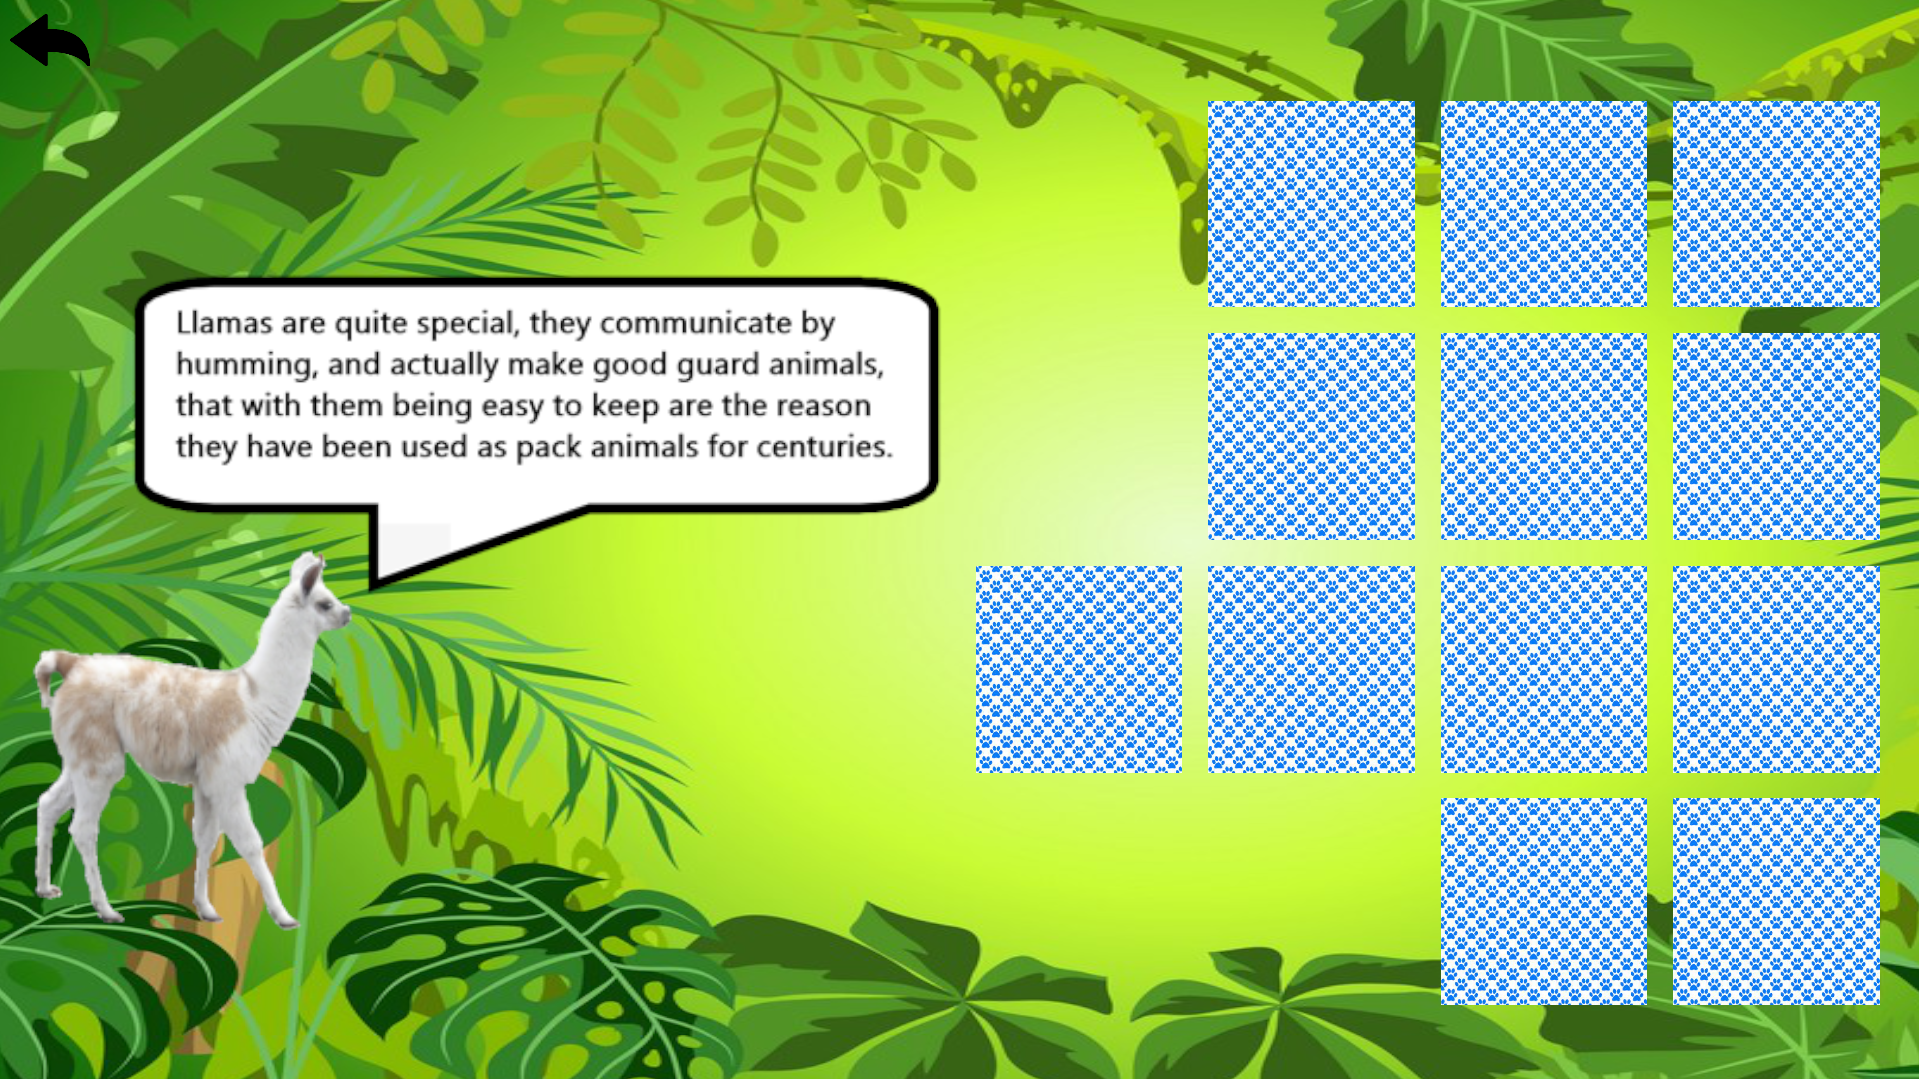 Llamas are quite special, they communicate by
humming, and actually make good guard animals,
that with them being easy to keep are the reason
they have been used as pack animals for centuries.